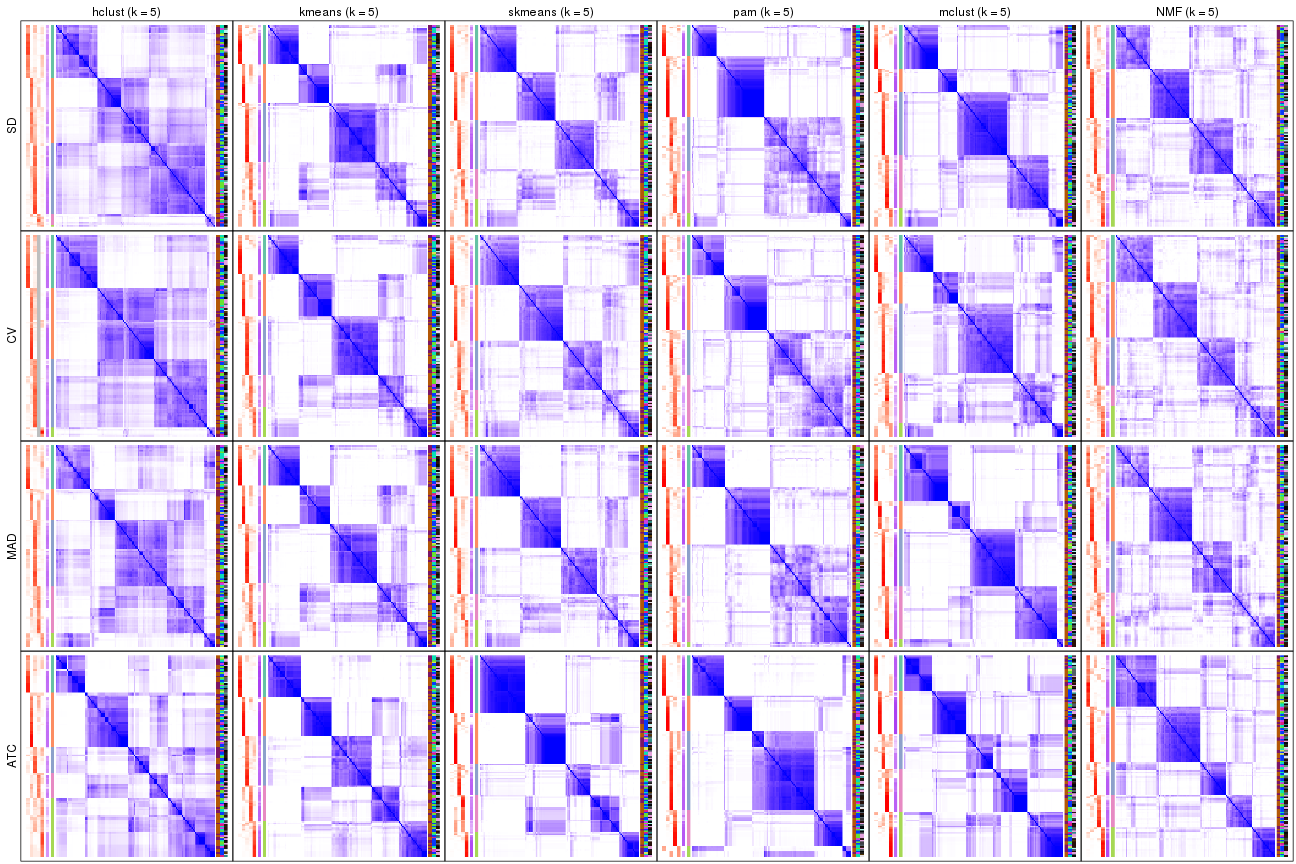 hclust (k = 5)
kmeans (k = 5)
skmeans (k = 5)
pam (k = 5)
mclust (k = 5)
NMF (k = 5)
SD
CV
MAD
ATC